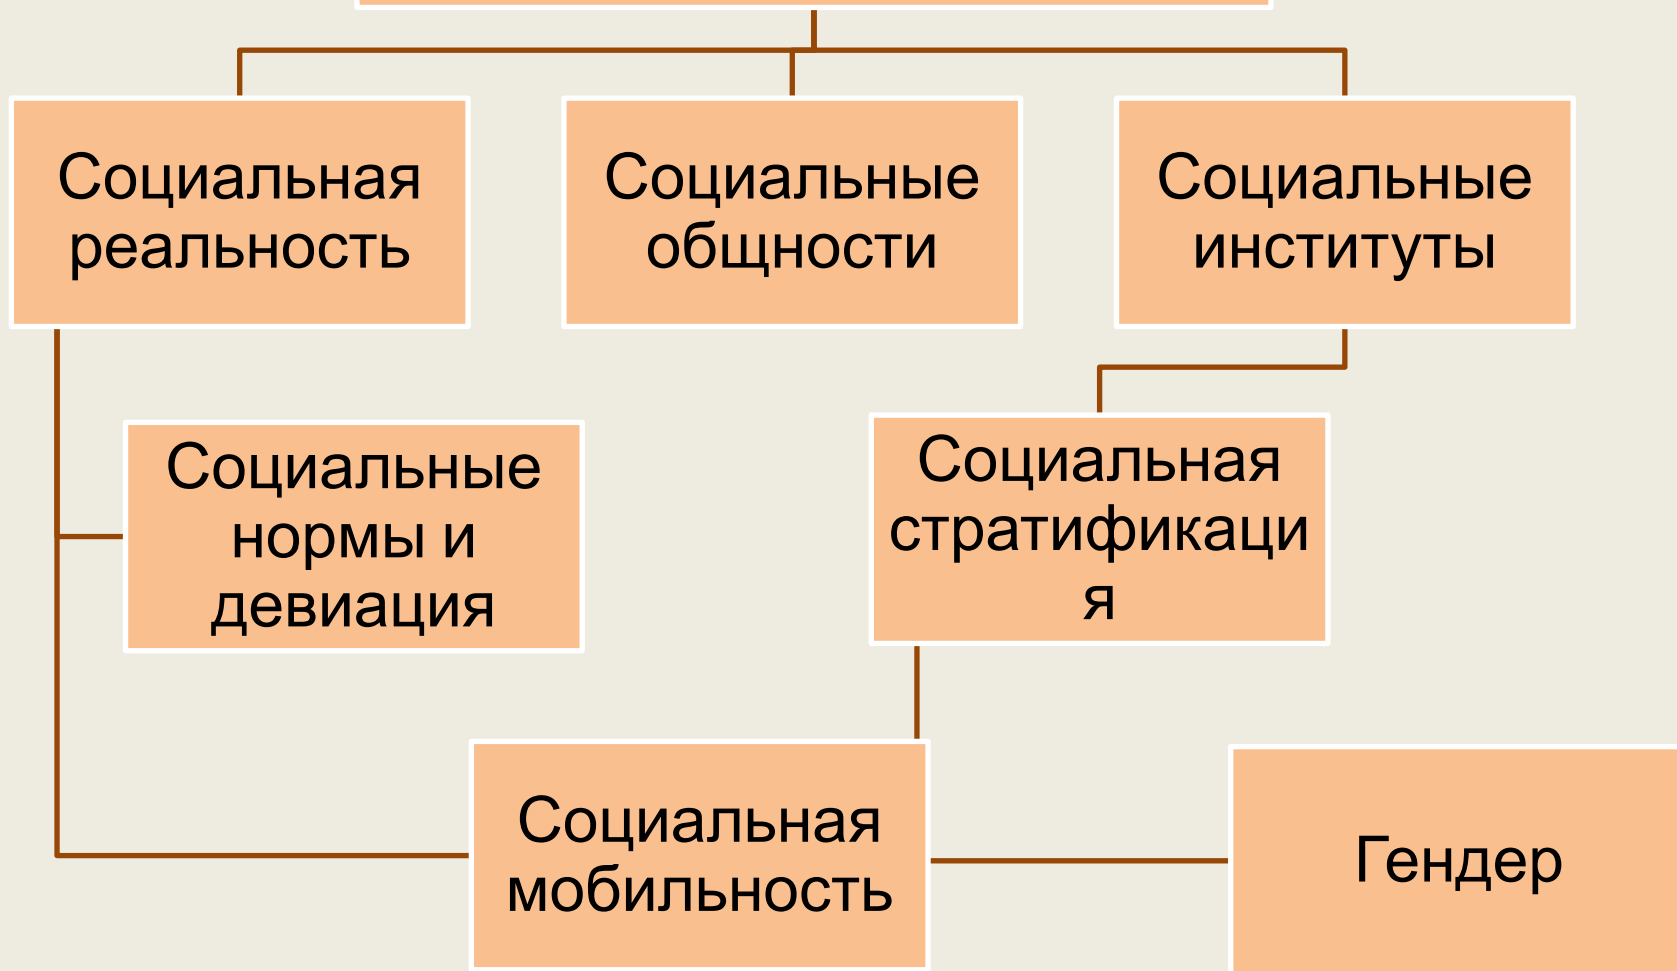 Социальная
реальность
Социальные
общности
Социальные
институты
Социальные
нормы и
девиация
Социальная
стратификаци
я
Социальная
мобильность
Гендер